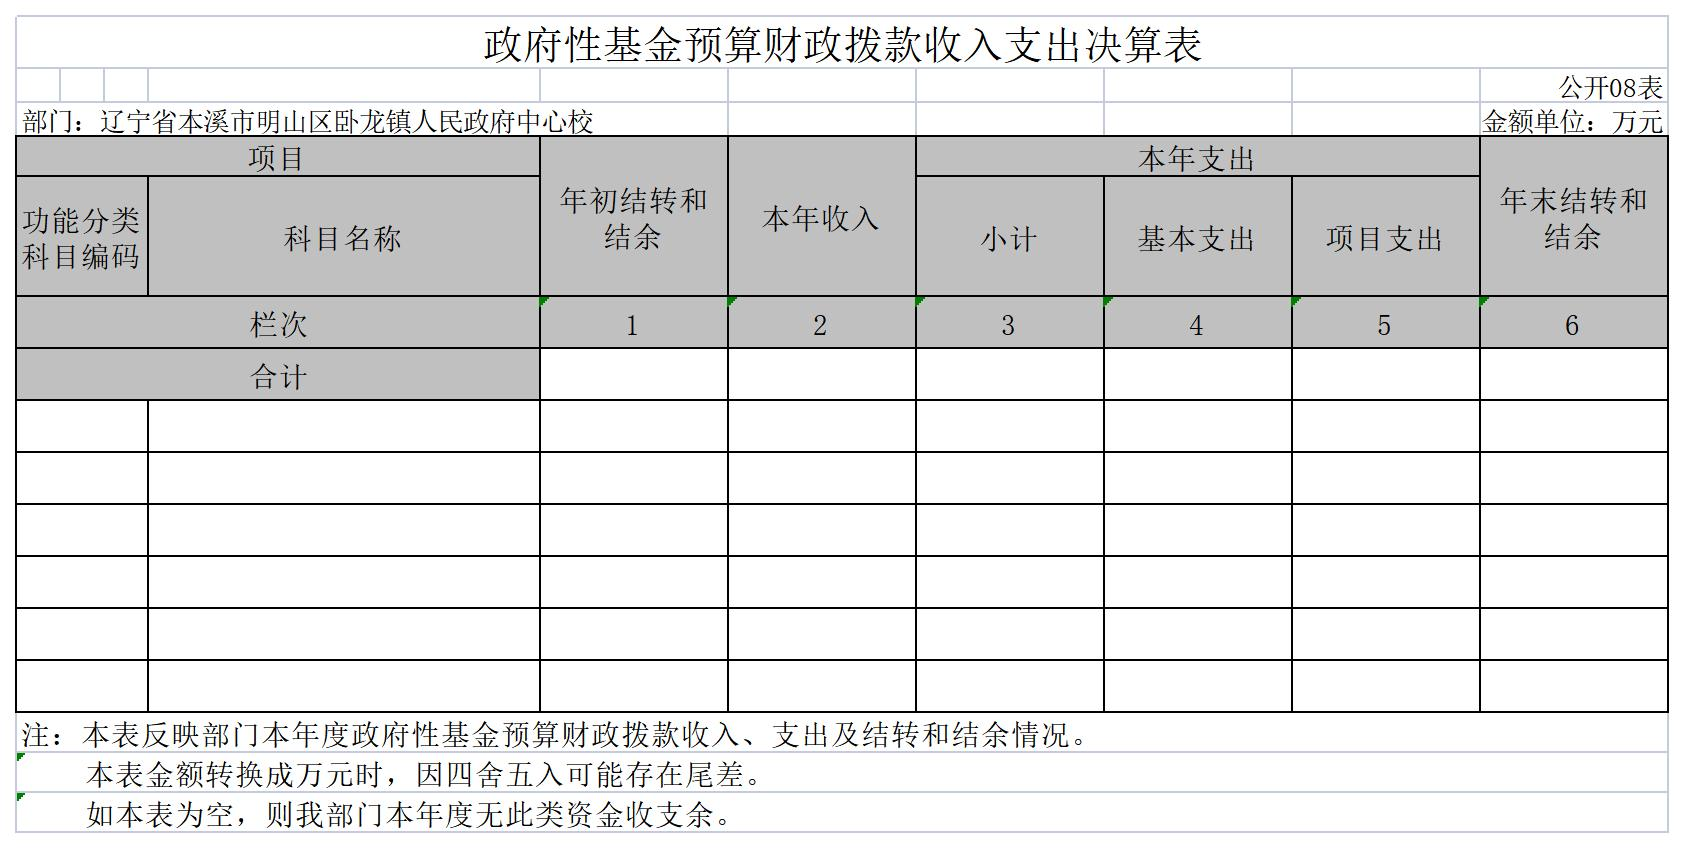 政府性基金预算财政拨款收入支出决算表
公开08表
部门：辽宁省本溪市明山区卧龙镇人民政府中心校
金额单位：万元
项目
年初结转和
结余
本年收入
本年支出
年末结转和
结余
功能分类
科目编码
科目名称
小计
基本支出
项目支出
栏次
1
2
3
4
5
6
合计
注：本表反映部门本年度政府性基金预算财政拨款收入、支出及结转和结余情况。
本表金额转换成万元时，因四舍五入可能存在尾差。
如本表为空，则我部门本年度无此类资金收支余。